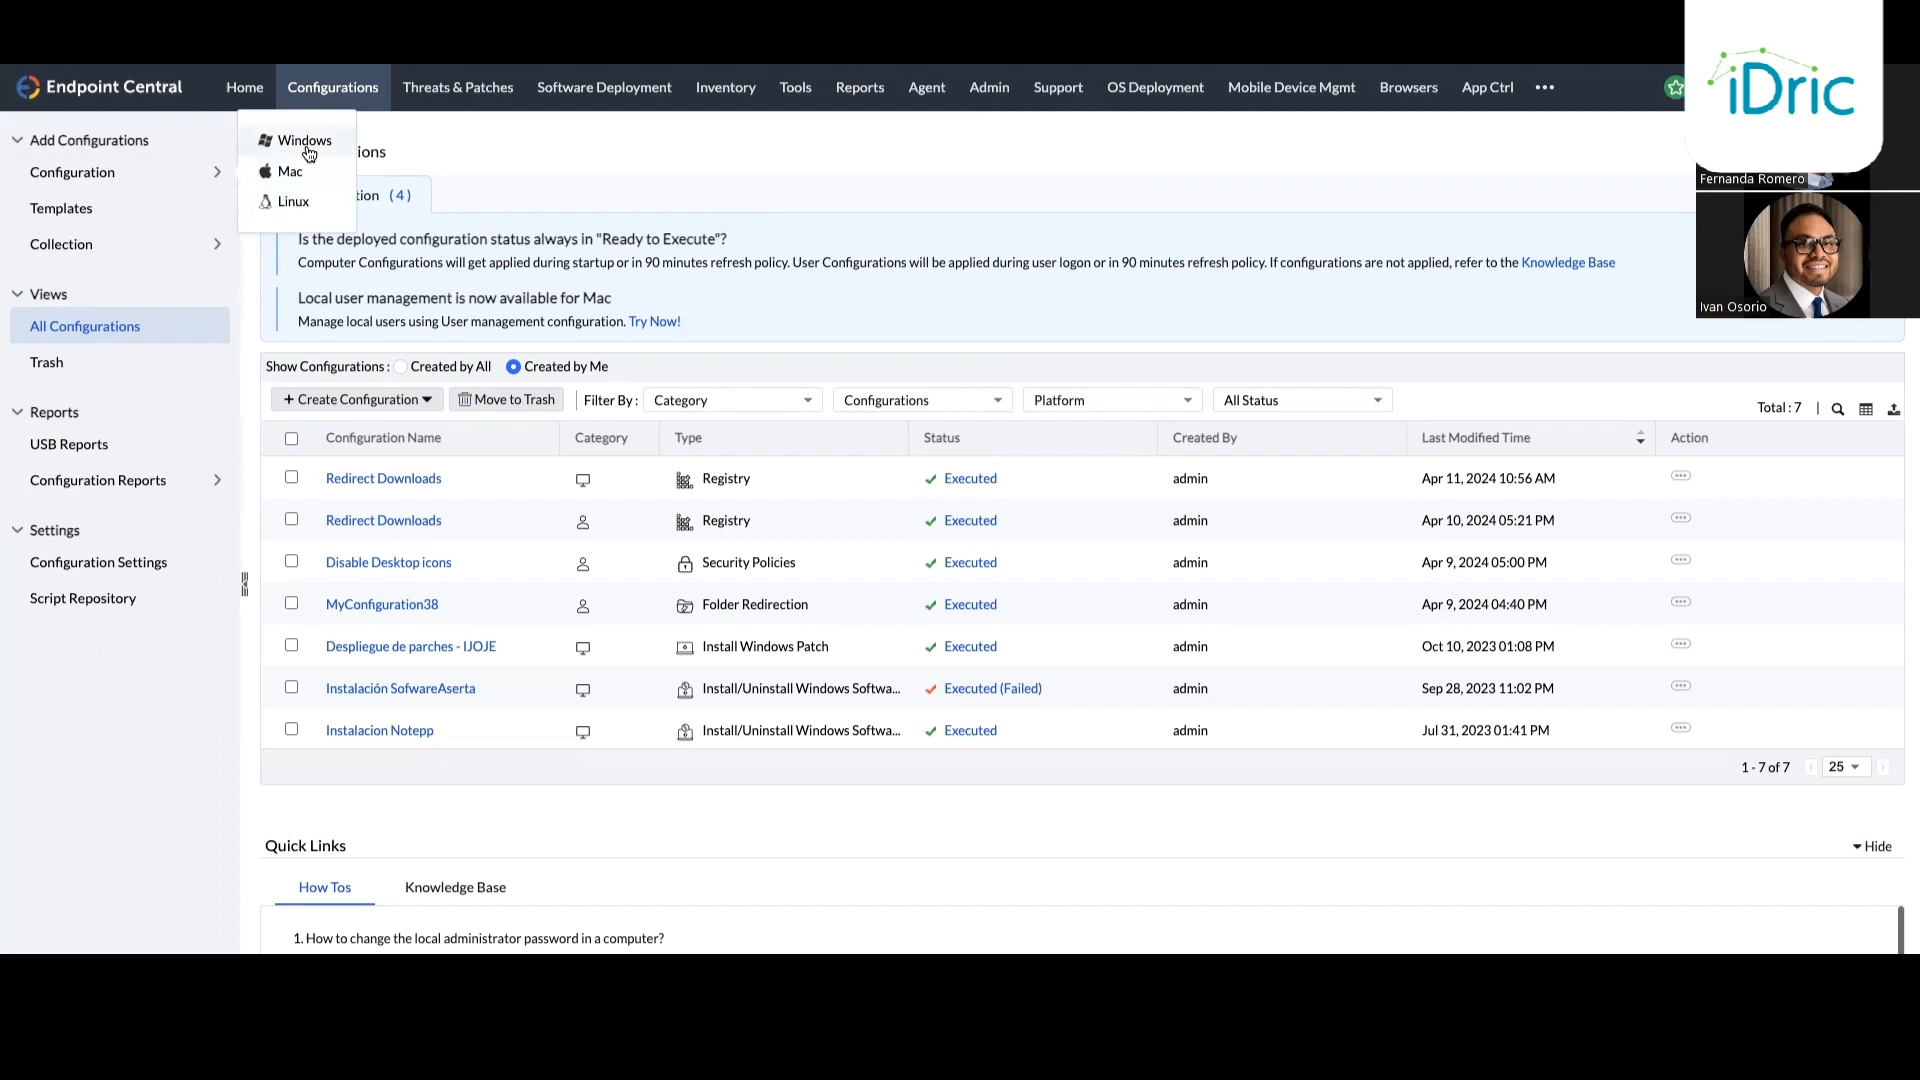 Endpoint Central Home Configurations Threats & Patches Software Deployment Inventory Tools Reports Agent Admin Support OS Deployment Mobile Device Mgmt Browsers App Ctrl
iDric
Fernanda Romero
Ivan Osorio
Add Configurations
Configuration
Templates
Collection
Views
All Configurations
Trash
Reports
USB Reports
Configuration Reports
Settings
Configuration Settings
Script Repository
Windows
Mac
Linux
ions
tion (4)
Is the deployed configuration status always in "Ready to Execute"?
Computer Configurations will get applied during startup or in 90 minutes refresh policy. User Configurations will be applied during user logon or in 90 minutes refresh policy. If configurations are not applied, refer to the Knowledge Base
Local user management is now available for Mac
Manage local users using User management configuration. Try Now!
Show Configurations : Created by All Created by Me
+ Create Configuration Move to Trash Filter By : Category Configurations Platform All Status Total : 7
Configuration Name Category Type Status Created By Last Modified Time Action
Redirect Downloads Registry Executed admin Apr 11, 2024 10:56 AM
Redirect Downloads Registry Executed admin Apr 10, 2024 05:21 PM
Disable Desktop icons Security Policies Executed admin Apr 9, 2024 05:00 PM
MyConfiguration38 Folder Redirection Executed admin Apr 9, 2024 04:40 PM
Despliegue de parches - IJOJE Install Windows Patch Executed admin Oct 10, 2023 01:08 PM
Instalación SofwareAserta Install/Uninstall Windows Softwa... Executed (Failed) admin Sep 28, 2023 11:02 PM
Instalacion Notepp Install/Uninstall Windows Softwa... Executed admin Jul 31, 2023 01:41 PM
1 - 7 of 7 25
Quick Links Hide
How Tos Knowledge Base
1. How to change the local administrator password in a computer?